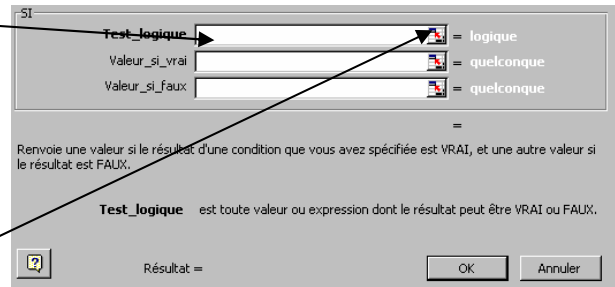 SI
Test_logique = logique
Valeur_si_vrai = quelconque
Valeur_si_faux = quelconque
=
Renvoie une valeur si le résultat d'une condition que vous avez spécifiée est VRAI, et une autre valeur si
le résultat est FAUX.
Test_logique est toute valeur ou expression dont le résultat peut être VRAI ou FAUX.
? Résultat = OK Annuler